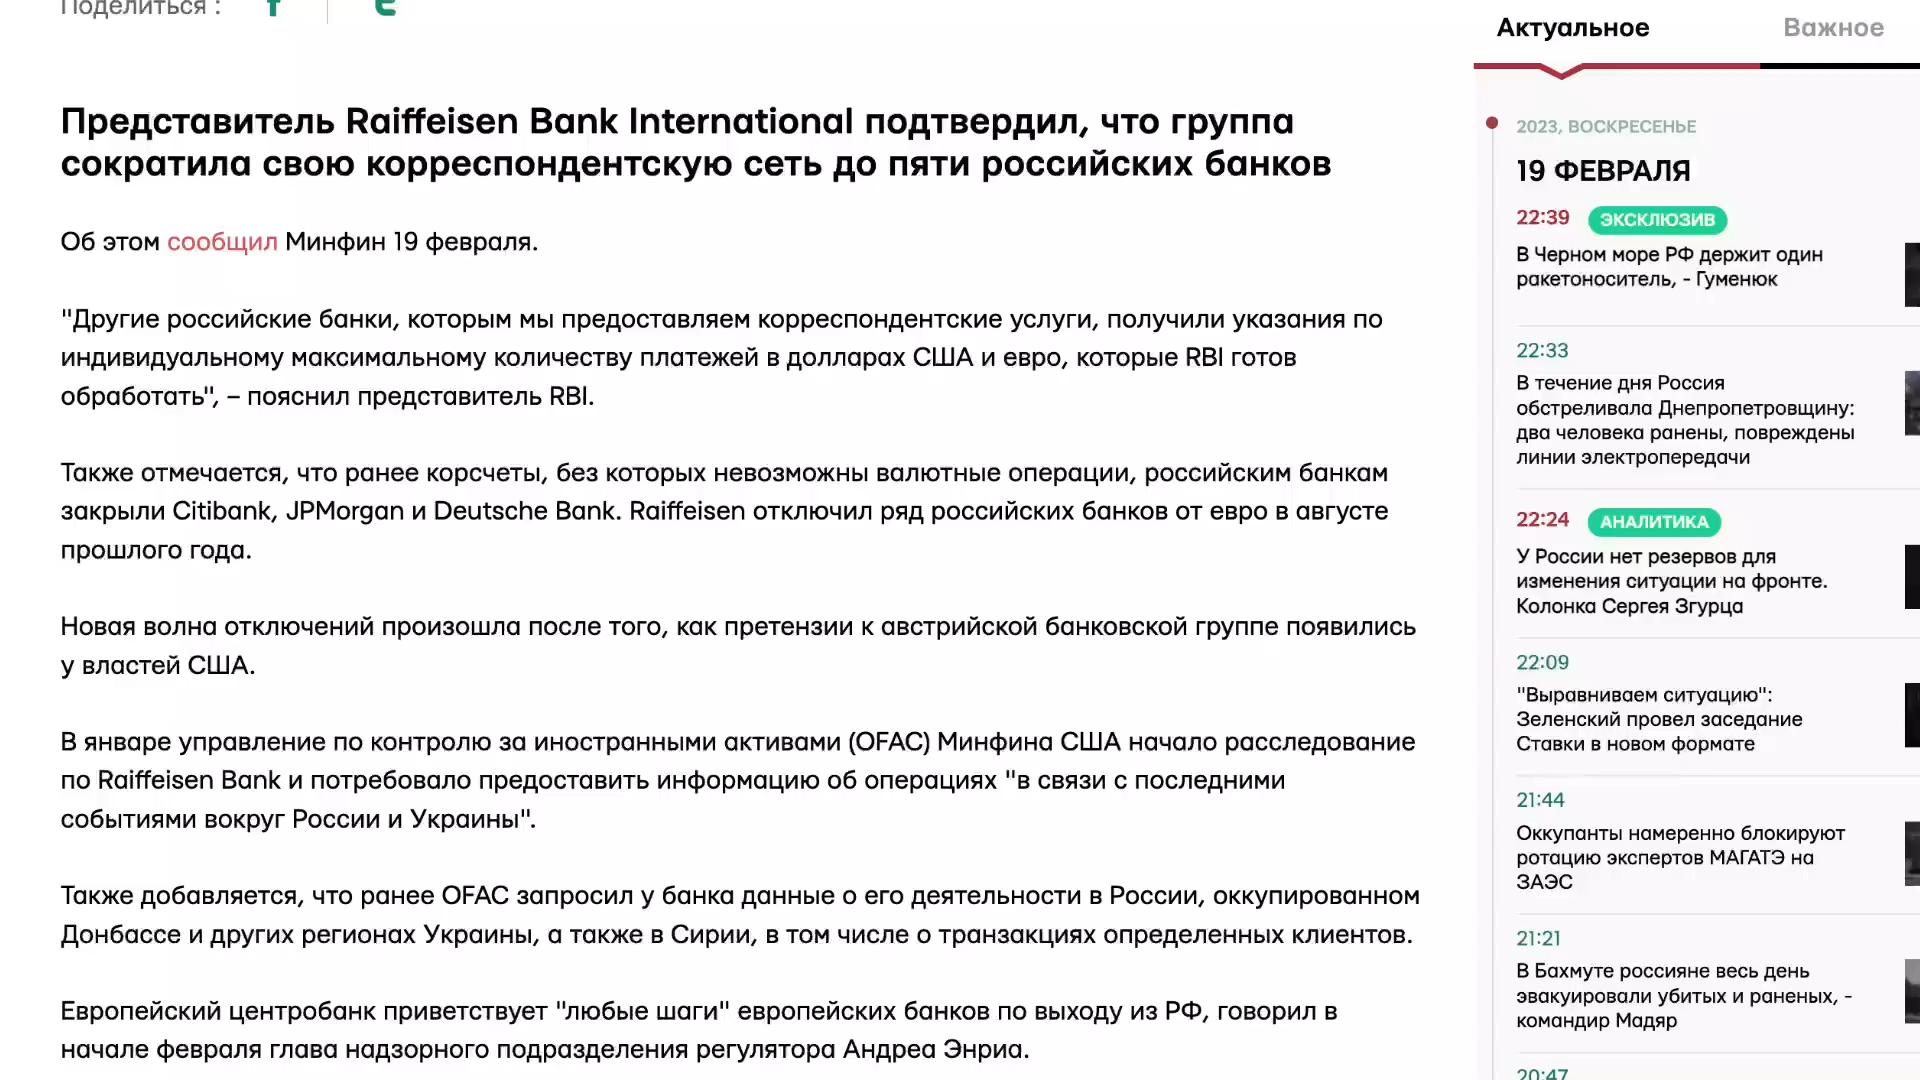 Поделиться :
Представитель Raiffeisen Bank International подтвердил, что группа
сократила свою корреспондентскую сеть до пяти российских банков
Об этом сообщил Минфин 19 февраля.
"Другие российские банки, которым мы предоставляем корреспондентские услуги, получили указания по
индивидуальному максимальному количеству платежей в долларах США и евро, которые RBI готов
обработать", – пояснил представитель RBI.
Также отмечается, что ранее корсчеты, без которых невозможны валютные операции, российским банкам
закрыли Citibank, JPMorgan и Deutsche Bank. Raiffeisen отключил ряд российских банков от евро в августе
прошлого года.
Новая волна отключений произошла после того, как претензии к австрийской банковской группе появились
у властей США.
В январе управление по контролю за иностранными активами (OFAC) Минфина США начало расследование
по Raiffeisen Bank и потребовало предоставить информацию об операциях "в связи с последними
событиями вокруг России и Украины".
Также добавляется, что ранее OFAC запросил у банка данные о его деятельности в России, оккупированном
Донбассе и других регионах Украины, а также в Сирии, в том числе о транзакциях определенных клиентов.
Европейский центробанк приветствует "любые шаги" европейских банков по выходу из РФ, говорил в
начале февраля глава надзорного подразделения регулятора Андреа Энриа.
Актуальное
Важное
2023, ВОСКРЕСЕНЬЕ
19 ФЕВРАЛЯ
22:39 ЭКСКЛЮЗИВ
В Черном море РФ держит один
ракетоноситель, - Гуменюк
22:33
В течение дня Россия
обстреливала Днепропетровщину:
два человека ранены, повреждены
линии электропередачи
22:24 АНАЛИТИКА
У России нет резервов для
изменения ситуации на фронте.
Колонка Сергея Згурца
22:09
"Выравниваем ситуацию":
Зеленский провел заседание
Ставки в новом формате
21:44
Оккупанты намеренно блокируют
ротацию экспертов МАГАТЭ на
ЗАЭС
21:21
В Бахмуте россияне весь день
эвакуировали убитых и раненых, -
командир Мадяр
20:47